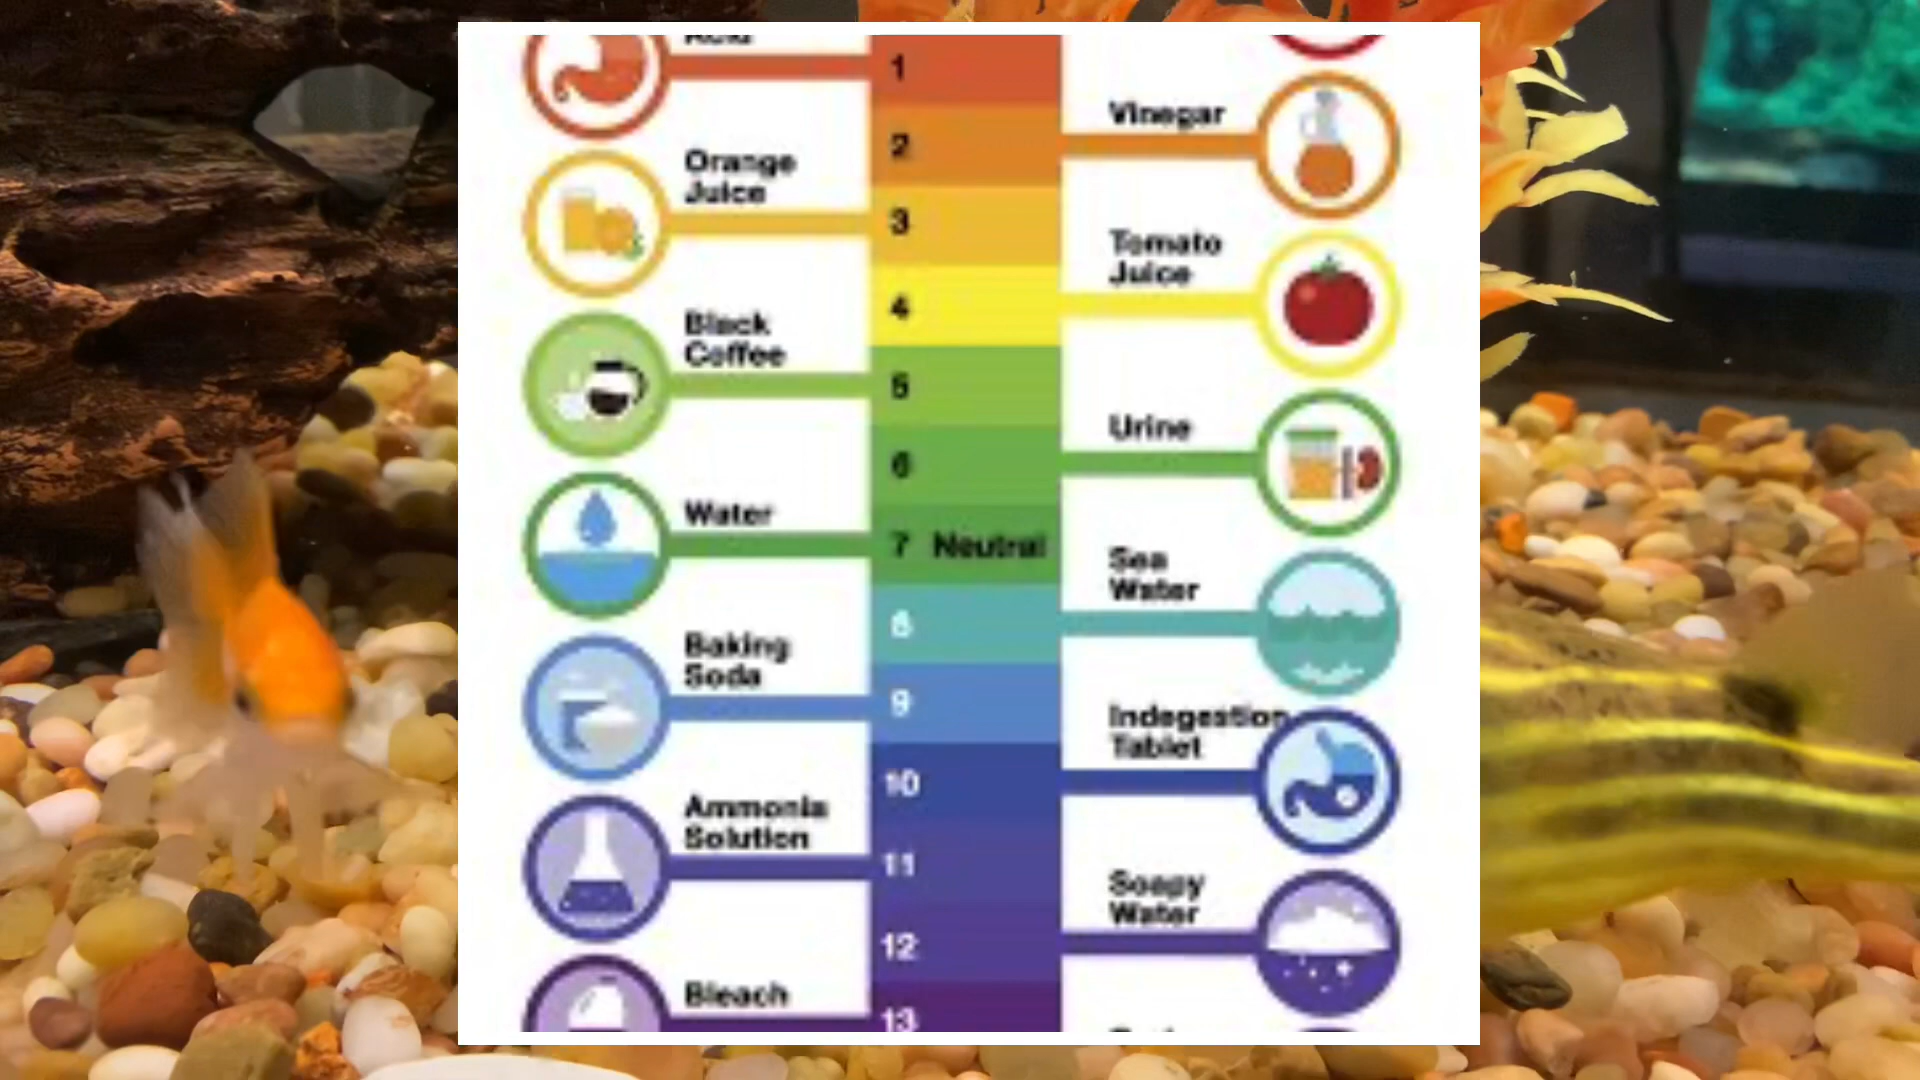 Acid
1
Vinegar
2
Orange
Juice
3
Tomato
Juice
4
Black
Coffee
5
Urine
6
Water
7 Neutral
Sea
Water
8
Baking
Soda
9
Indegestion
Tablet
10
Ammonia
Solution
11
Soapy
Water
12
Bleach
13